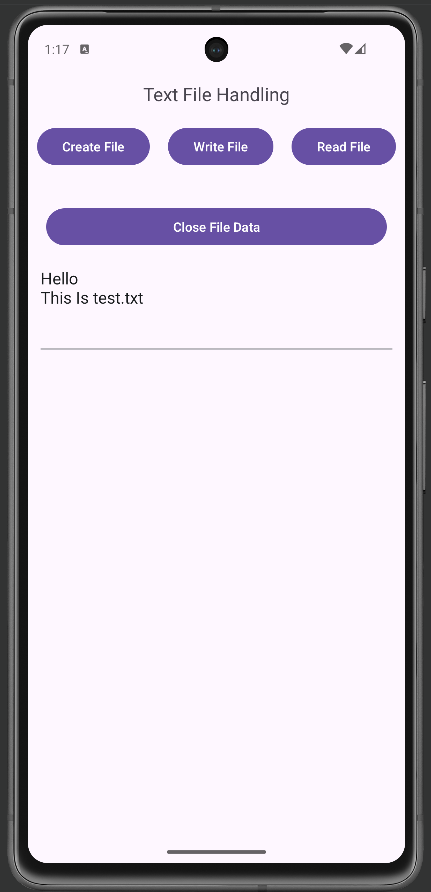 1:17 A
Text File Handling
Create File Write File Read File
Close File Data
Hello
This Is test.txt